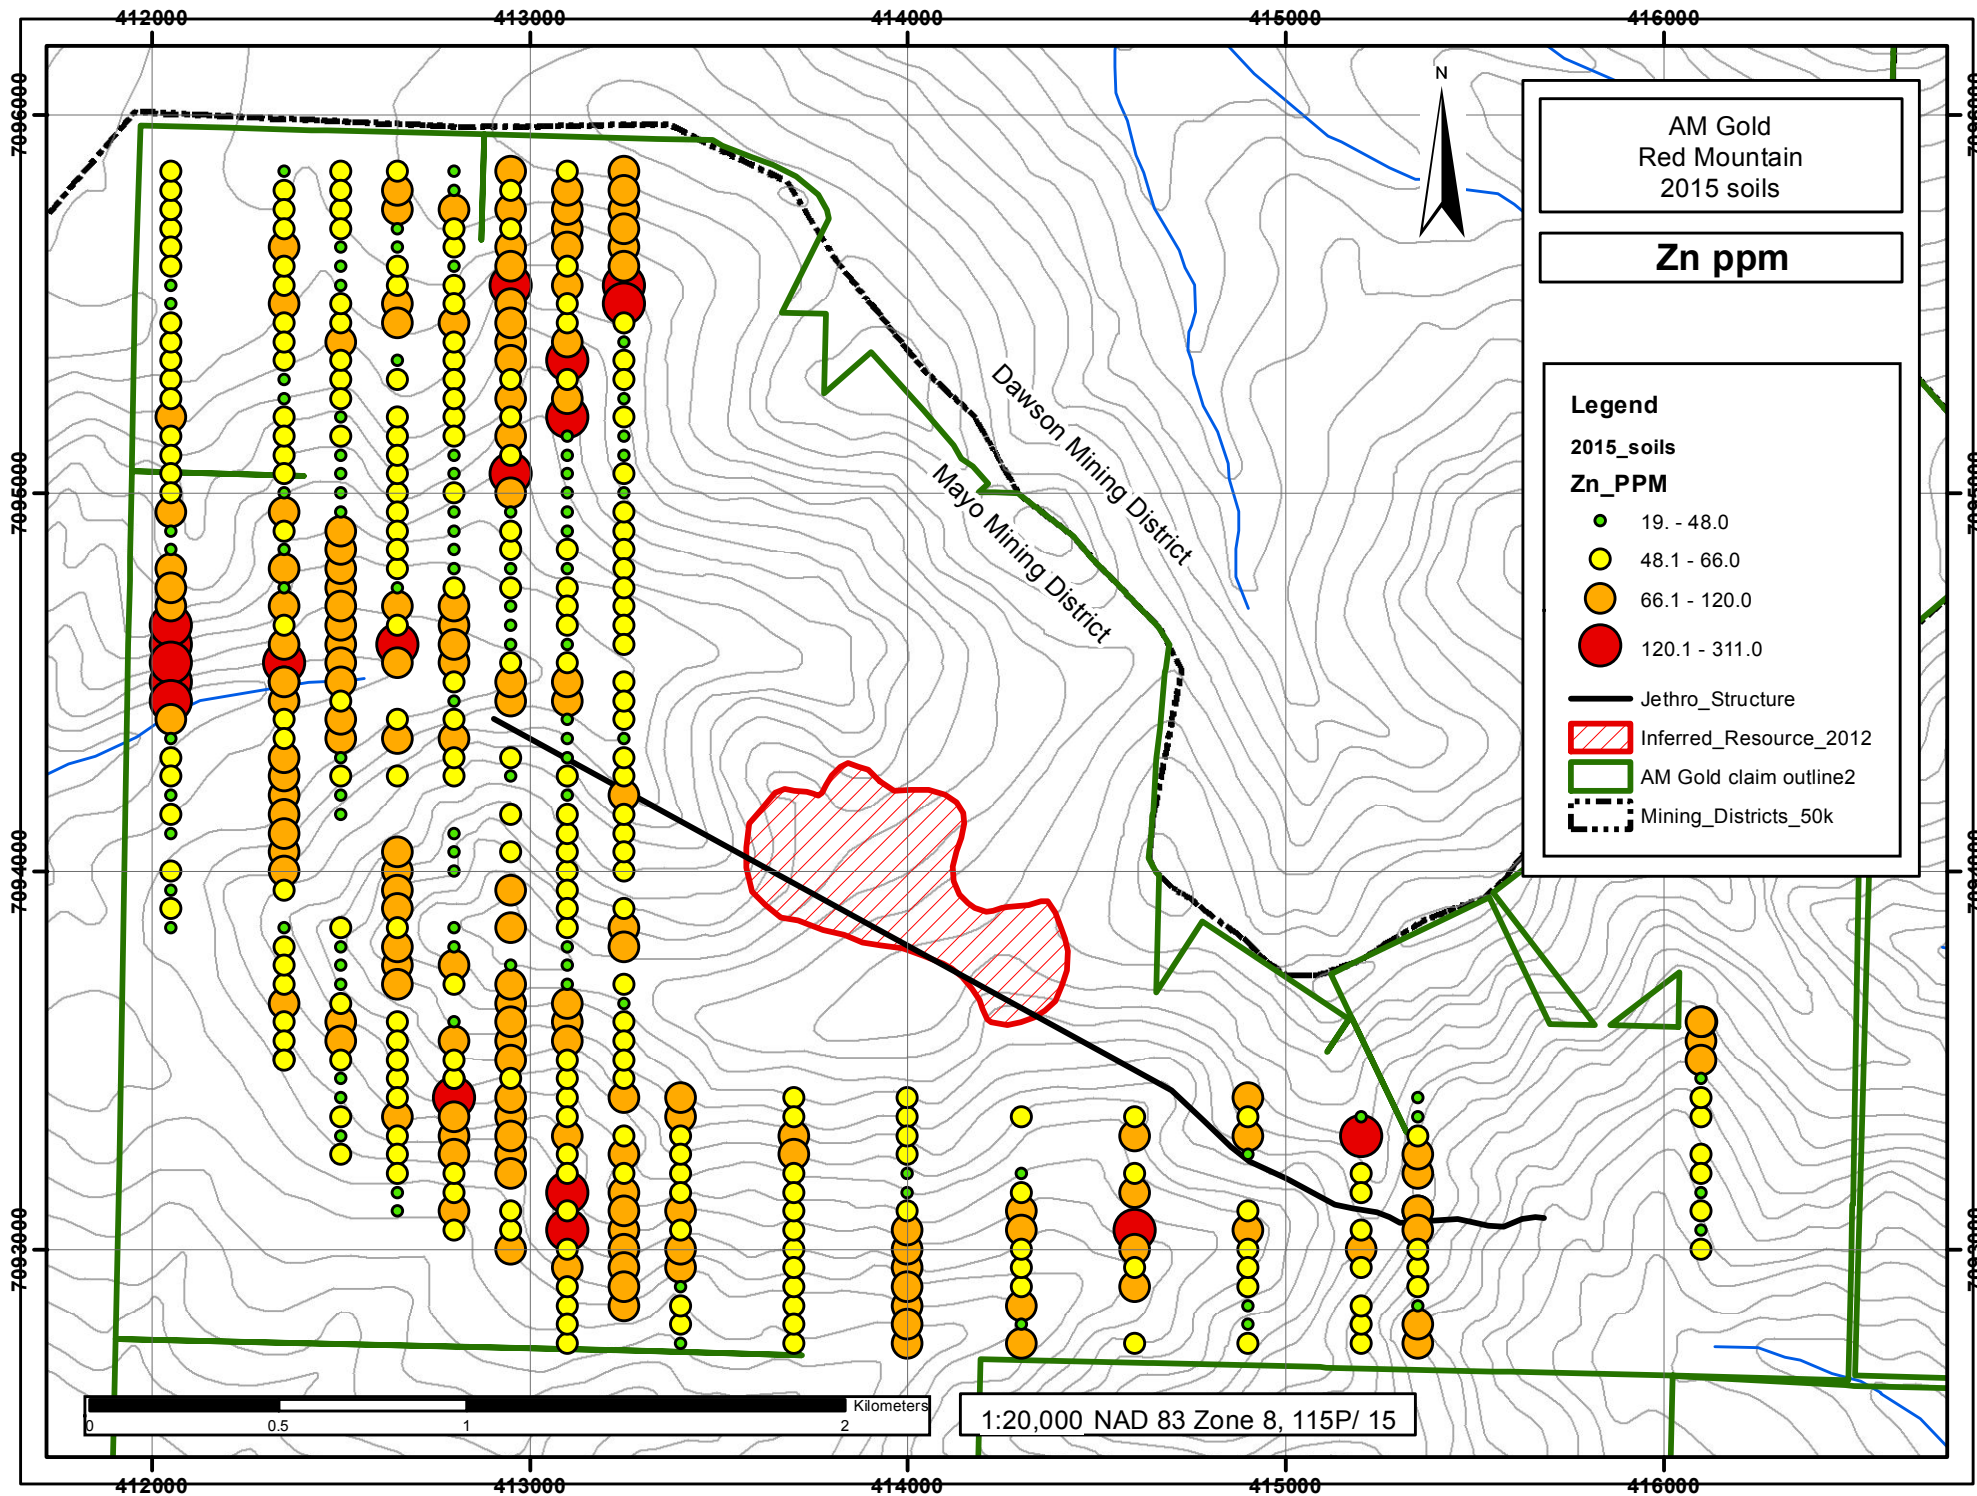 412000
413000
414000
415000
416000
7096000
7095000
7094000
7093000
N
AM Gold
Red Mountain
2015 soils
Zn ppm
Legend
2015_soils
Zn_PPM
19. - 48.0
48.1 - 66.0
66.1 - 120.0
120.1 - 311.0
Jethro_Structure
Inferred_Resource_2012
AM Gold claim outline2
Mining_Districts_50k
Dawson Mining District
Mayo Mining District
Kilometers
0
0.5
1
2
1:20,000 NAD 83 Zone 8, 115P/ 15
412000
413000
414000
415000
416000